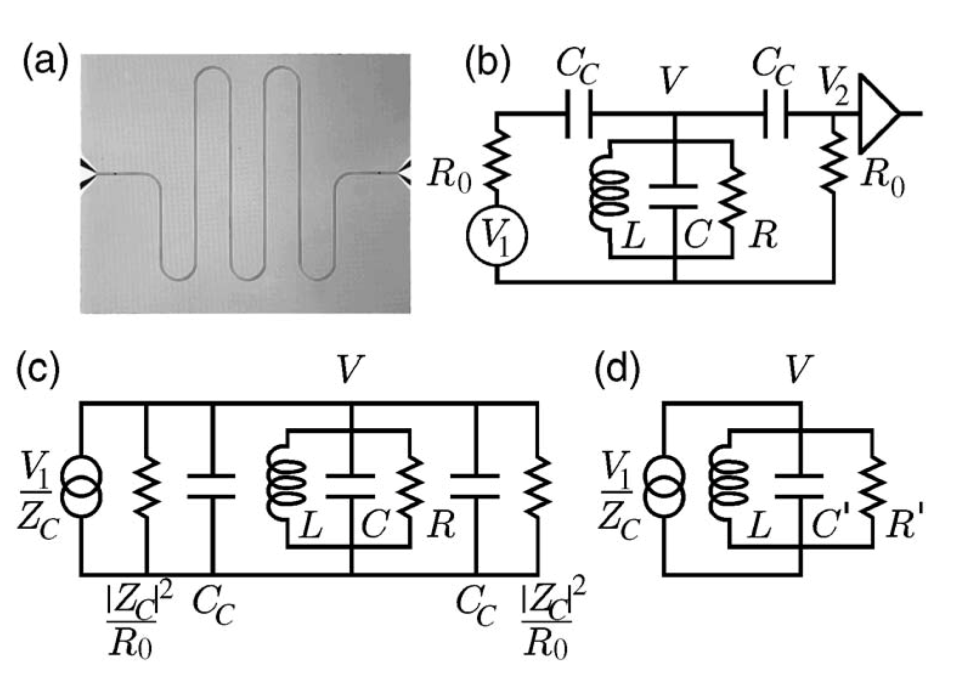 (a)
(b)
C_C
V
C_C
V_2
R_0
V_1
L
C
R
R_0
(c)
V
V_1
Z_C
|Z_C|^2
R_0
C_C
L
C
R
C_C
|Z_C|^2
R_0
(d)
V
V_1
Z_C
L
C'
R'